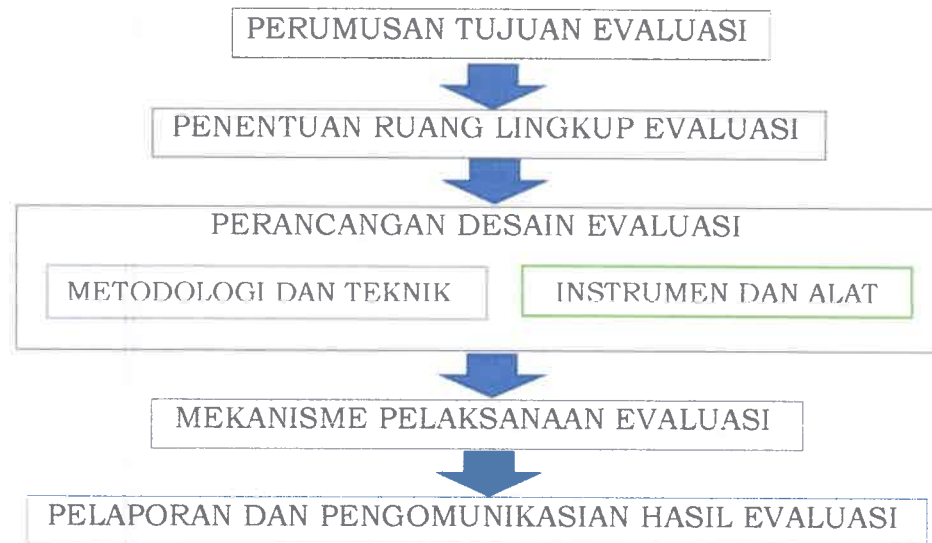 PERUMUSAN TUJUAN EVALUASI
PENENTUAN RUANG LINGKUP EVALUASI
PERANCANGAN DESAIN EVALUASI
METODOLOGI DAN TEKNIK
INSTRUMEN DAN ALAT
MEKANISME PELAKSANAAN EVALUASI
PELAPORAN DAN PENGOMUNIKASIAN HASIL EVALUASI